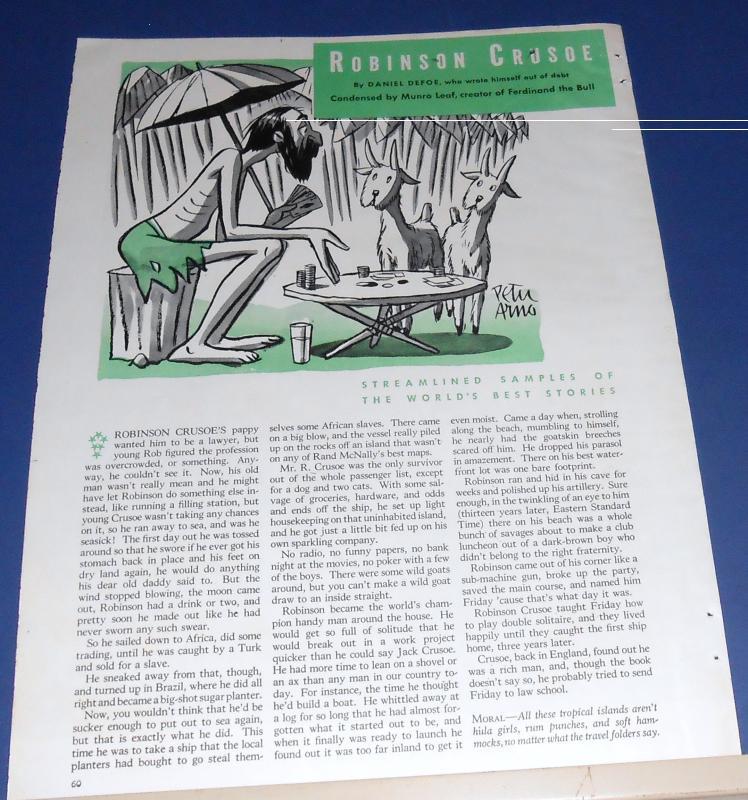 ROBINSON CRUSOE
By DANIEL DEFOE, who wrote himself out of debt
Condensed by Munro Leaf, creator of Ferdinand the Bull
Peter
Arno
STREAMLINED SAMPLES OF
THE WORLD'S BEST STORIES
ROBINSON CRUSOE'S pappy
wanted him to be a lawyer, but
young Rob figured the profession
was overcrowded, or something. Any-
way, he couldn't see it. Now, his old
man wasn't really mean and he might
have let Robinson do something else in-
stead, like running a filling station, but
young Crusoe wasn't taking any chances
on it, so he ran away to sea, and was he
seasick! The first day out he was tossed
around so that he swore if he ever got his
stomach back in place and his feet on
dry land again, he would do anything
his dear old daddy said to. But the
wind stopped blowing, the moon came
out, Robinson had a drink or two, and
pretty soon he made out like he had
never sworn any such swear.
So he sailed down to Africa, did some
trading, until he was caught by a Turk
and sold for a slave.
He sneaked away from that, though,
and turned up in Brazil, where he did all
right and became a big-shot sugar planter.
Now, you wouldn't think that he'd be
sucker enough to put out to sea again,
but that is exactly what he did. This
time he was to take a ship that the local
planters had bought to go steal them-
60
selves some African slaves. There came
on a big blow, and the vessel really piled
up on the rocks off an island that wasn't
on any of Rand McNally's best maps.
Mr. R. Crusoe was the only survivor
out of the whole passenger list, except
for a dog and two cats. With some sal-
vage of groceries, hardware, and odds
and ends off the ship, he set up light
housekeeping on that uninhabited island,
and he got just a little bit fed up on his
own sparkling company.
No radio, no funny papers, no bank
night at the movies, no poker with a few
of the boys. There were some wild goats
around, but you can't make a wild goat
draw to an inside straight.
Robinson became the world's cham-
pion handy man around the house. He
would get so full of solitude that he
would break out in a work project
quicker than he could say Jack Crusoe.
He had more time to lean on a shovel or
an ax than any man in our country to-
day. For instance, the time he thought
he'd build a boat. He whittled away at
a log for so long that he had almost for-
gotten what it started out to be, and
when it finally was ready to launch he
found out it was too far inland to get it
even moist. Came a day when, strolling
along the beach, mumbling to himself,
he nearly had the goatskin breeches
scared off him. He dropped his parasol
in amazement. There on his best water-
front lot was one bare footprint.
Robinson ran and hid in his cave for
weeks and polished up his artillery. Sure
enough, in the twinkling of an eye to him
(thirteen years later, Eastern Standard
Time) there on his beach was a whole
bunch of savages about to make a club
luncheon out of a dark-brown boy who
didn't belong to the right fraternity.
Robinson came out of his corner like a
sub-machine gun, broke up the party,
saved the main course, and named him
Friday 'cause that's what day it was.
Robinson Crusoe taught Friday how
to play double solitaire, and they lived
happily until they caught the first ship
home, three years later.
Crusoe, back in England, found out he
was a rich man, and, though the book
doesn't say so, he probably tried to send
Friday to law school.
MORAL—All these tropical islands aren't
hula girls, rum punches, and soft ham-
mocks, no matter what the travel folders say.